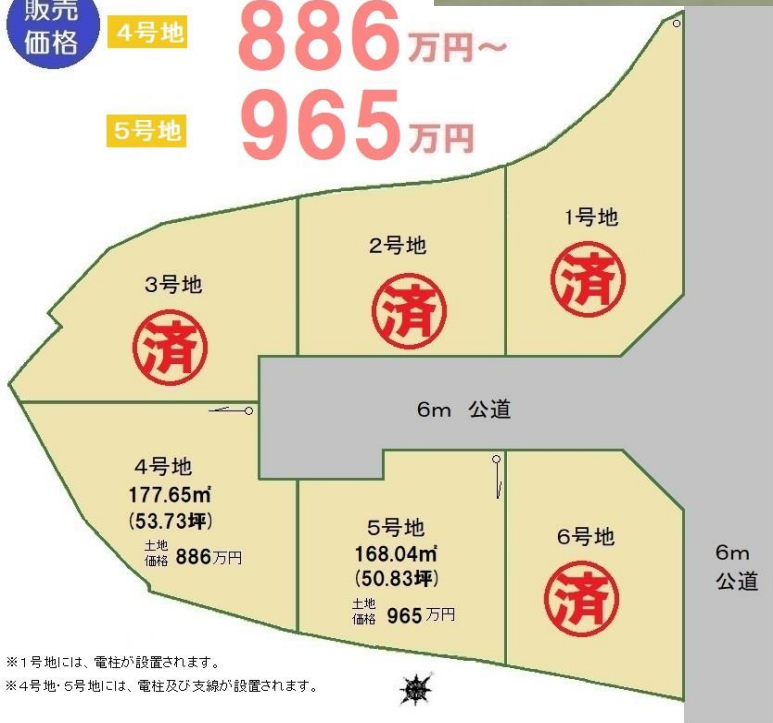 販売
価格
4号地 886万円～
5号地 965万円
1号地
済
2号地
済
3号地
済
6m 公道
4号地
177.65㎡
(53.73坪)
土地
価格 886万円
5号地
168.04㎡
(50.83坪)
土地
価格 965万円
6号地
済
6m
公道
※1号地には、電柱が設置されます。
※4号地・5号地には、電柱及び支線が設置されます。